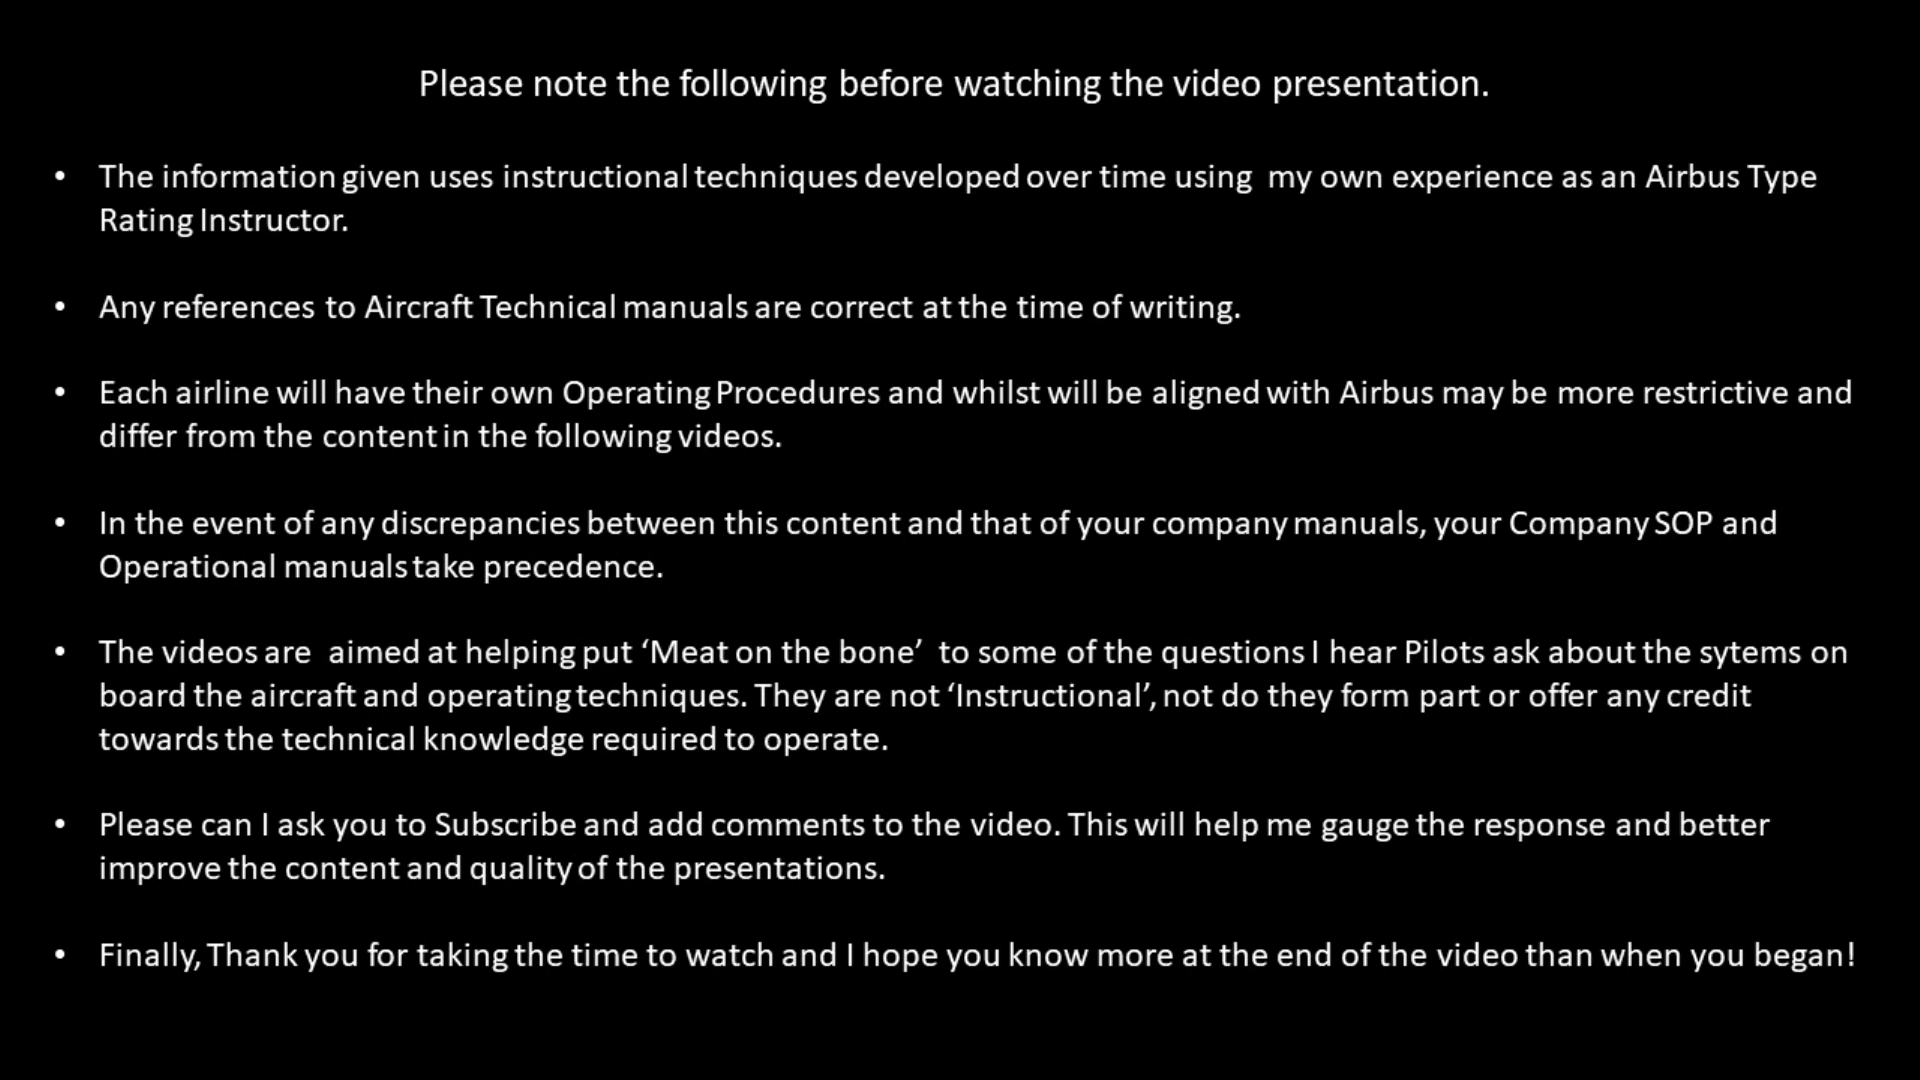 Please note the following before watching the video presentation.
• The information given uses instructional techniques developed over time using my own experience as an Airbus Type
Rating Instructor.
• Any references to Aircraft Technical manuals are correct at the time of writing.
• Each airline will have their own Operating Procedures and whilst will be aligned with Airbus may be more restrictive and
differ from the content in the following videos.
• In the event of any discrepancies between this content and that of your company manuals, your Company SOP and
Operational manuals take precedence.
• The videos are aimed at helping put ‘Meat on the bone’ to some of the questions I hear Pilots ask about the sytems on
board the aircraft and operating techniques. They are not ‘Instructional’, not do they form part or offer any credit
towards the technical knowledge required to operate.
• Please can I ask you to Subscribe and add comments to the video. This will help me gauge the response and better
improve the content and quality of the presentations.
• Finally, Thank you for taking the time to watch and I hope you know more at the end of the video than when you began!